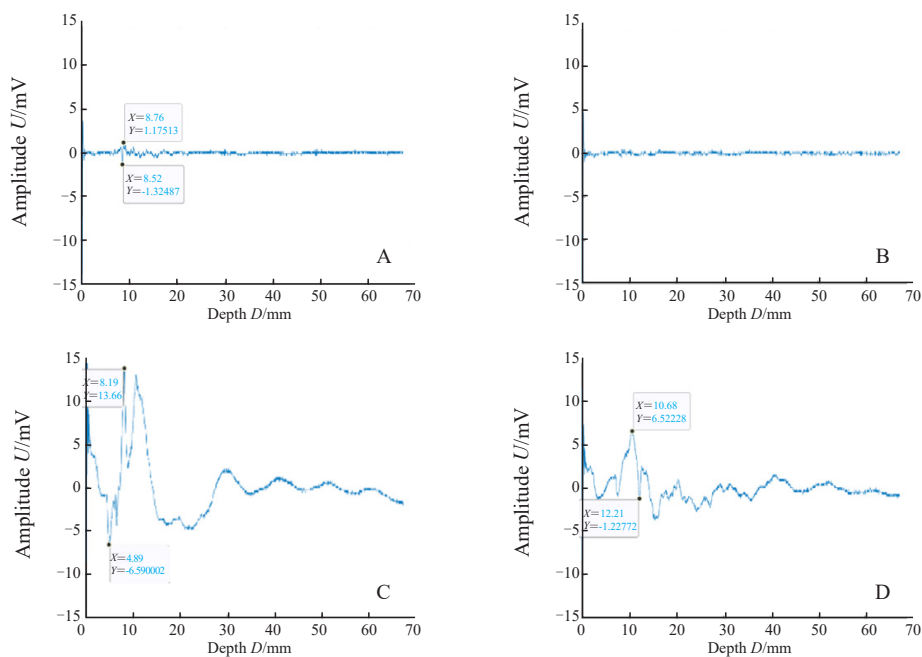 Amplitude U/mV
15
10
5
0
−5
−10
−15
X=8.76
Y=1.17513
X=8.52
Y=-1.32487
A
0 10 20 30 40 50 60 70
Depth D/mm
Amplitude U/mV
15
10
5
0
−5
−10
−15
B
0 10 20 30 40 50 60 70
Depth D/mm
Amplitude U/mV
15
10
5
0
−5
−10
−15
X=8.19
Y=13.66
X=4.89
Y=-6.590002
C
0 10 20 30 40 50 60 70
Depth D/mm
Amplitude U/mV
15
10
5
0
−5
−10
−15
X=10.68
Y=6.52228
X=12.21
Y=-1.22772
D
0 10 20 30 40 50 60 70
Depth D/mm